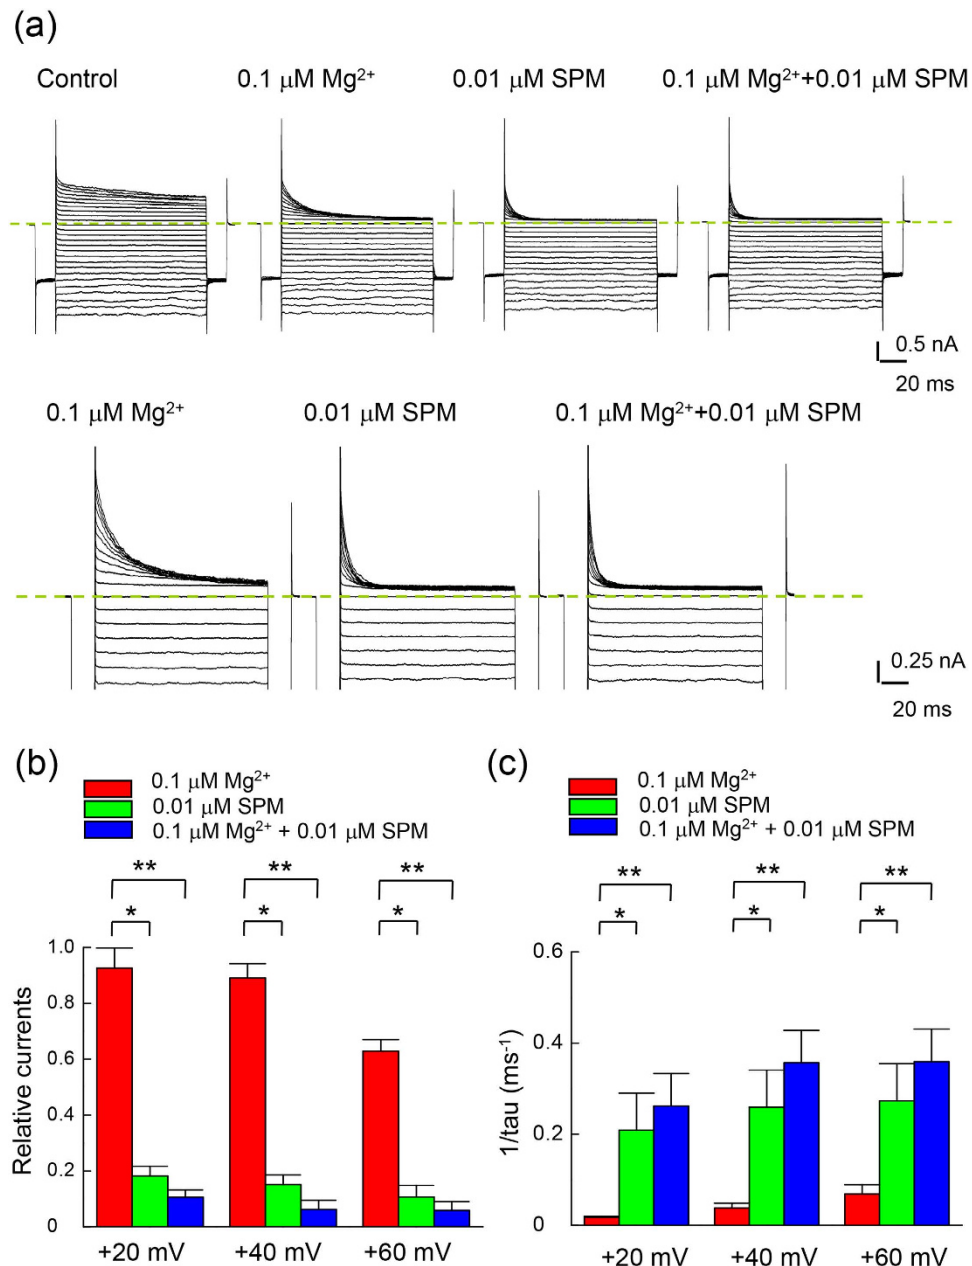 (a)
Control 0.1 μM Mg²⁺ 0.01 μM SPM 0.1 μM Mg²⁺+0.01 μM SPM
0.5 nA
20 ms
0.1 μM Mg²⁺ 0.01 μM SPM 0.1 μM Mg²⁺+0.01 μM SPM
0.25 nA
20 ms
(b)
0.1 μM Mg²⁺
0.01 μM SPM
0.1 μM Mg²⁺ + 0.01 μM SPM
** ** **
* * *
Relative currents
1.0
0.8
0.6
0.4
0.2
0
+20 mV +40 mV +60 mV
(c)
0.1 μM Mg²⁺
0.01 μM SPM
0.1 μM Mg²⁺ + 0.01 μM SPM
** ** **
* * *
1/tau (ms⁻¹)
0.6
0.4
0.2
0
+20 mV +40 mV +60 mV